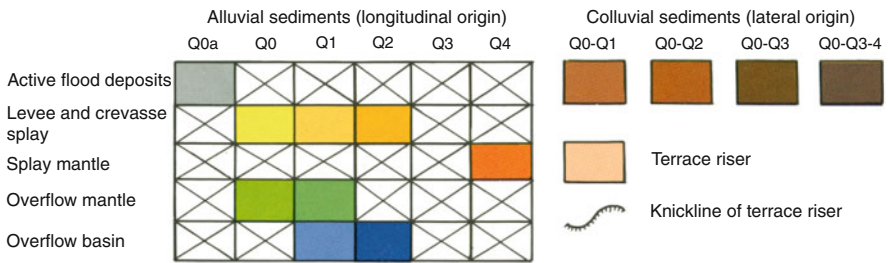 Alluvial sediments (longitudinal origin)
Colluvial sediments (lateral origin)
Q0a Q0 Q1 Q2 Q3 Q4
Q0-Q1 Q0-Q2 Q0-Q3 Q0-Q3-4
Active flood deposits
Levee and crevasse
splay
Splay mantle
Terrace riser
Overflow mantle
Knickline of terrace riser
Overflow basin